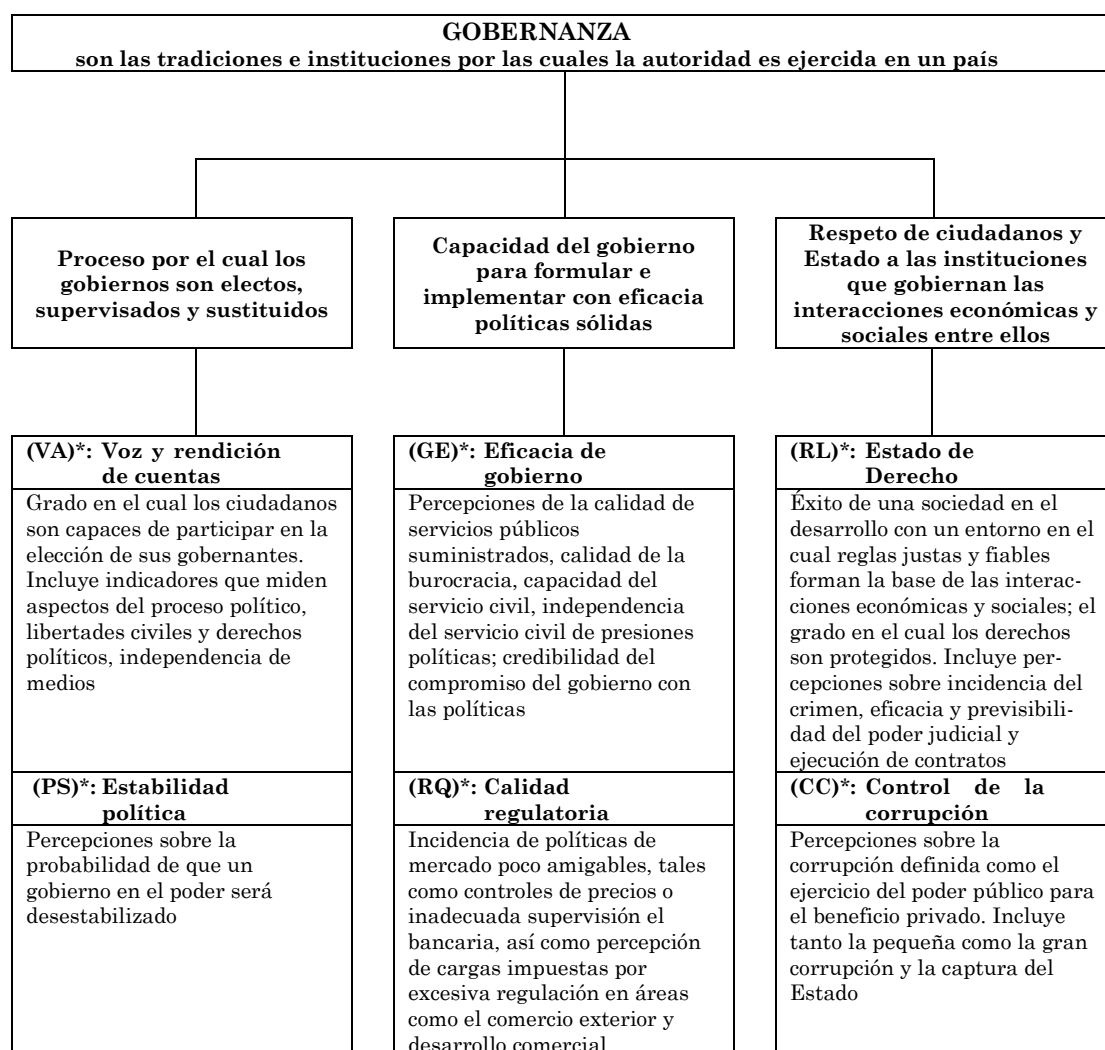 GOBERNANZA
son las tradiciones e instituciones por las cuales la autoridad es ejercida en un país
Proceso por el cual los
gobiernos son electos,
supervisados y sustituidos
Capacidad del gobierno
para formular e
implementar con eficacia
políticas sólidas
Respeto de ciudadanos y
Estado a las instituciones
que gobiernan las
interacciones económicas y
sociales entre ellos
(VA)*: Voz y rendición
de cuentas
Grado en el cual los ciudadanos
son capaces de participar en la
elección de sus gobernantes.
Incluye indicadores que miden
aspectos del proceso político,
libertades civiles y derechos
políticos, independencia de
medios
(GE)*: Eficacia de
gobierno
Percepciones de la calidad de
servicios públicos
suministrados, calidad de la
burocracia, capacidad del
servicio civil, independencia
del servicio civil de presiones
políticas; credibilidad del
compromiso del gobierno con
las políticas
(RL)*: Estado de
Derecho
Éxito de una sociedad en el
desarrollo con un entorno en el
cual reglas justas y fiables
forman la base de las interac-
ciones económicas y sociales; el
grado en el cual los derechos
son protegidos. Incluye per-
cepciones sobre incidencia del
crimen, eficacia y previsibili-
dad del poder judicial y
ejecución de contratos
(PS)*: Estabilidad
política
Percepciones sobre la
probabilidad de que un
gobierno en el poder será
desestabilizado
(RQ)*: Calidad
regulatoria
Incidencia de políticas de
mercado poco amigables, tales
como controles de precios o
inadecuada supervisión el
bancaria, así como percepción
de cargas impuestas por
excesiva regulación en áreas
como el comercio exterior y
desarrollo comercial
(CC)*: Control de la
corrupción
Percepciones sobre la
corrupción definida como el
ejercicio del poder público para
el beneficio privado. Incluye
tanto la pequeña como la gran
corrupción y la captura del
Estado